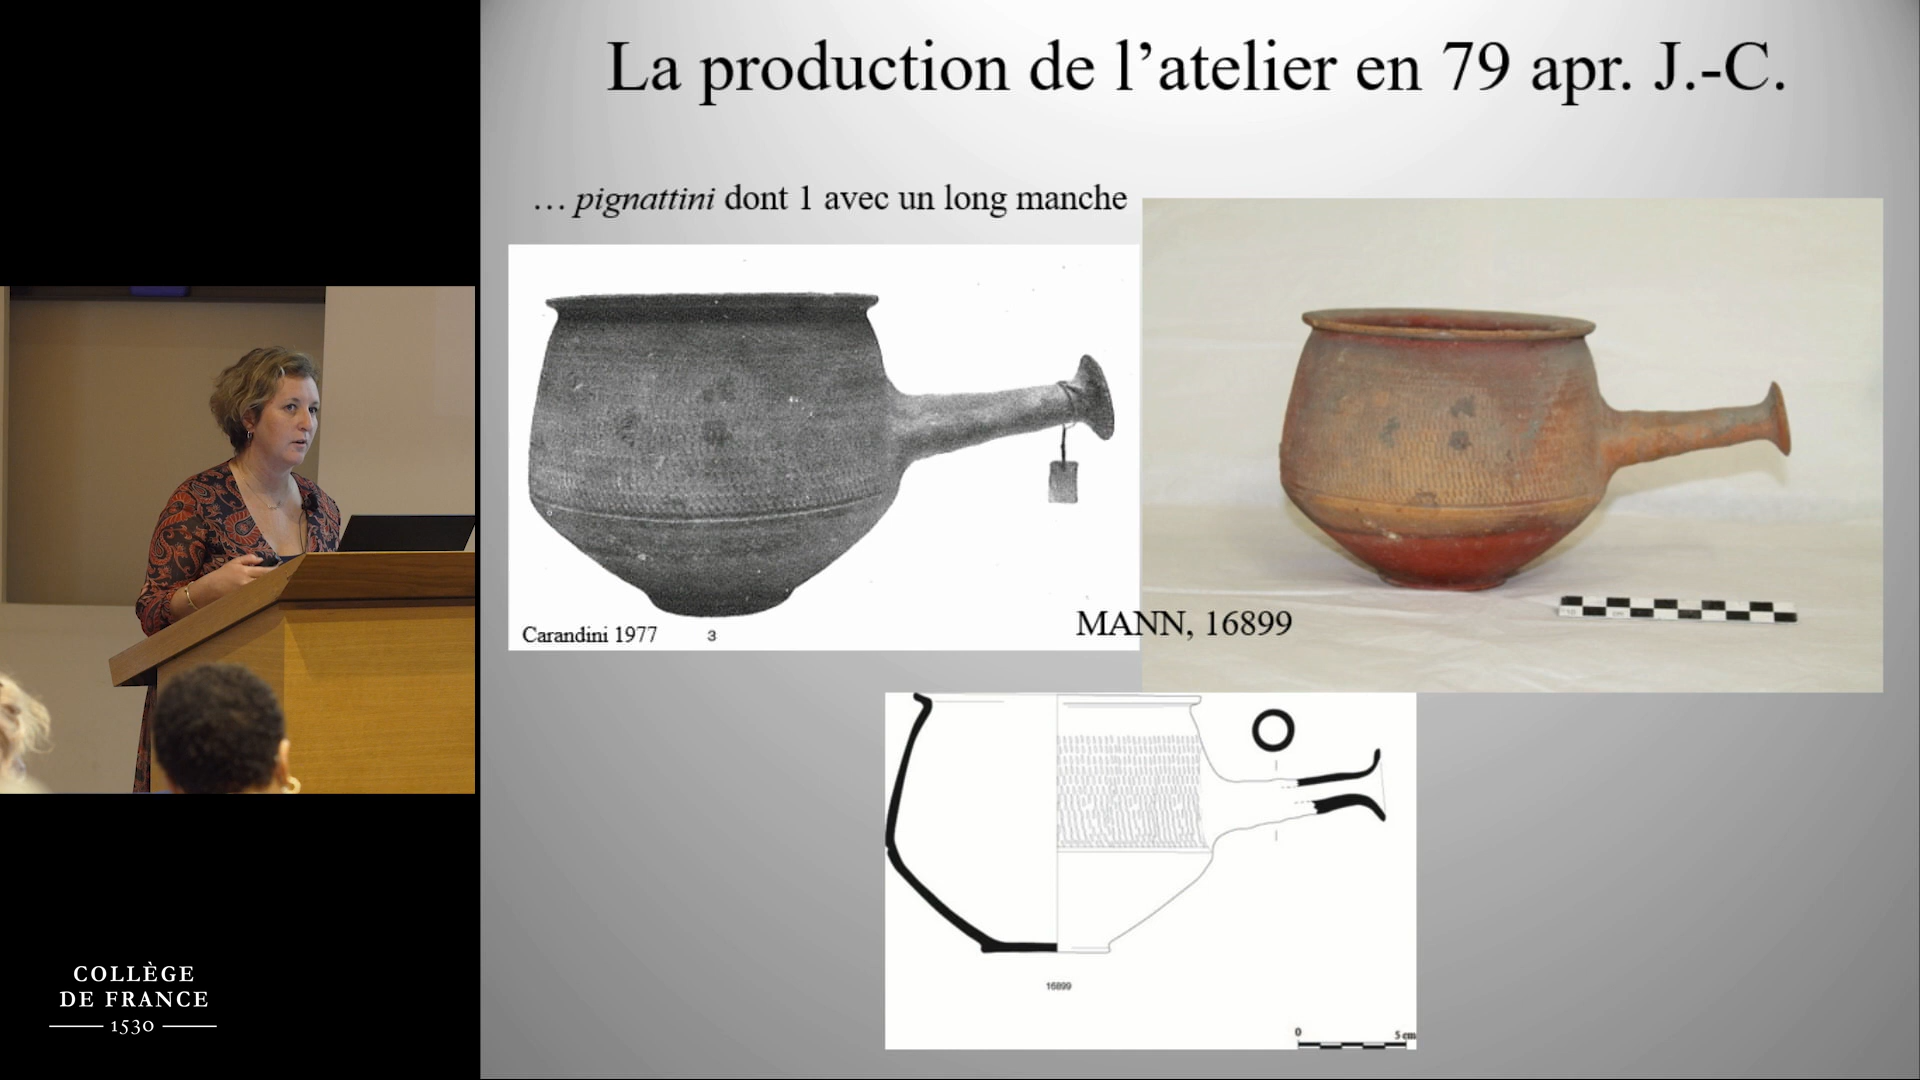 La production de l’atelier en 79 apr. J.-C.
… pignattini dont 1 avec un long manche
Carandini 1977
3
MANN, 16899
16899
0 5 cm
COLLÈGE
DE FRANCE
1530